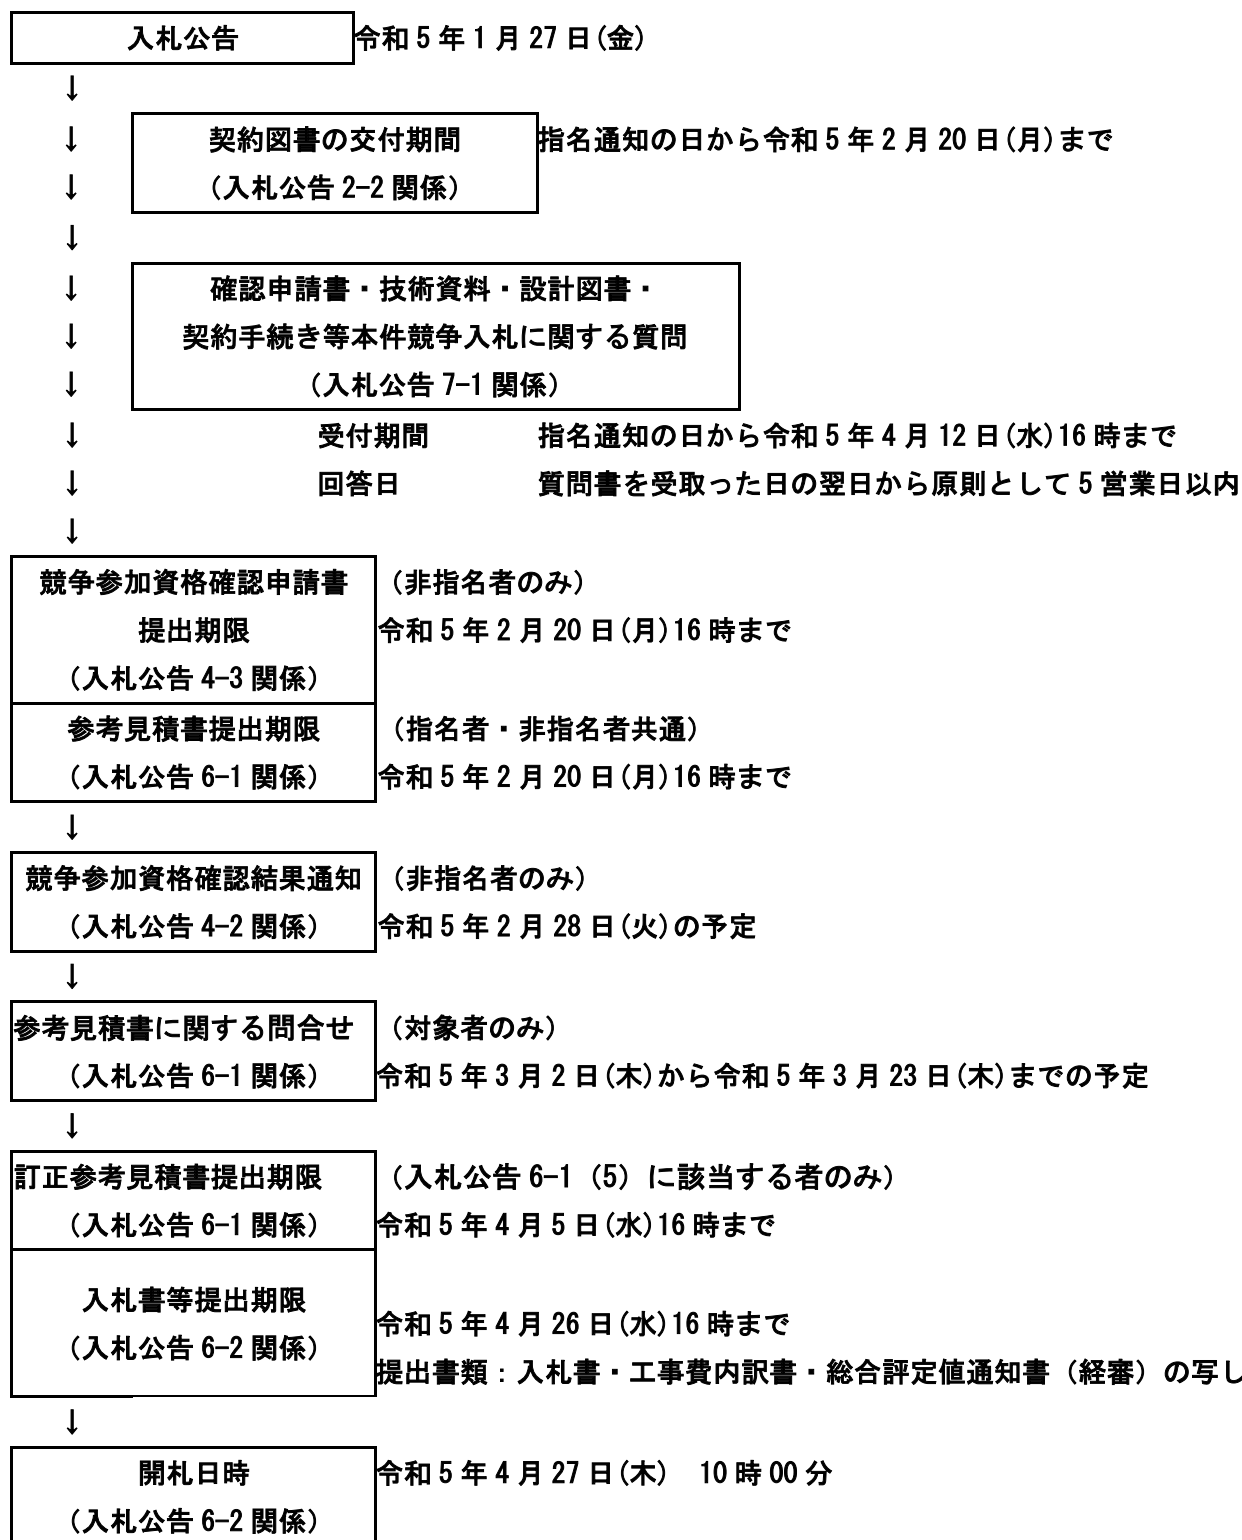 入札公告 令和5年1月27日(金)
↓
↓ 契約図書の交付期間 指名通知の日から令和5年2月20日(月)まで
↓ （入札公告2-2関係）
↓
↓ 確認申請書・技術資料・設計図書・
↓ 契約手続き等本件競争入札に関する質問
↓ （入札公告7-1関係）
↓ 受付期間 指名通知の日から令和5年4月12日(水)16時まで
↓ 回答日 質問書を受取った日の翌日から原則として5営業日以内
↓
競争参加資格確認申請書 （非指名者のみ）
提出期限 令和5年2月20日(月)16時まで
（入札公告4-3関係）
参考見積書提出期限 （指名者・非指名者共通）
（入札公告6-1関係） 令和5年2月20日(月)16時まで
↓
競争参加資格確認結果通知 （非指名者のみ）
（入札公告4-2関係） 令和5年2月28日(火)の予定
↓
参考見積書に関する問合せ （対象者のみ）
（入札公告6-1関係） 令和5年3月2日(木)から令和5年3月23日(木)までの予定
↓
訂正参考見積書提出期限 （入札公告6-1（5）に該当する者のみ）
（入札公告6-1関係） 令和5年4月5日(水)16時まで
入札書等提出期限
令和5年4月26日(水)16時まで
（入札公告6-2関係）
提出書類：入札書・工事費内訳書・総合評定値通知書（経審）の写し
↓
開札日時 令和5年4月27日(木) 10時00分
（入札公告6-2関係）